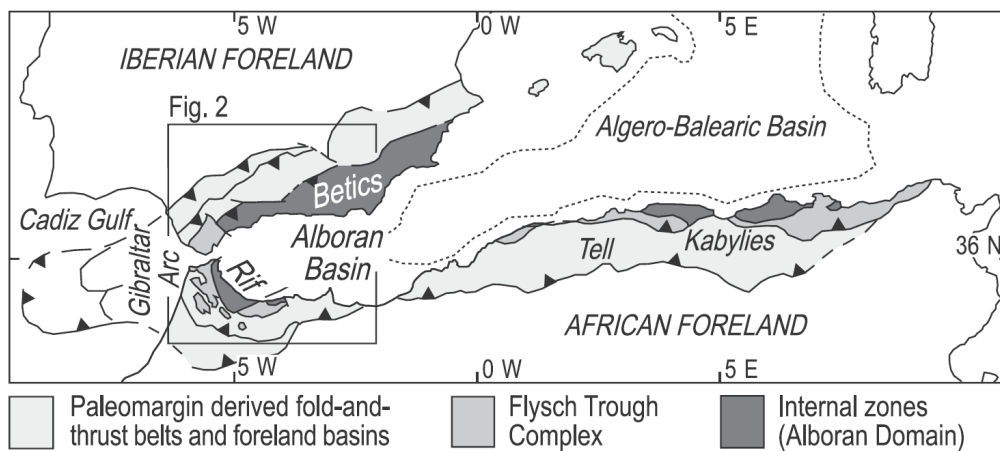 5 W
0 W
5 E
IBERIAN FORELAND
Fig. 2
Algero-Balearic Basin
Betics
Cadiz Gulf
Alboran
Basin
Gibraltar
Arc
Rif
Tell
Kabylies
36 N
AFRICAN FORELAND
5 W
0 W
5 E
Paleomargin derived fold-and-
thrust belts and foreland basins
Flysch Trough
Complex
Internal zones
(Alboran Domain)